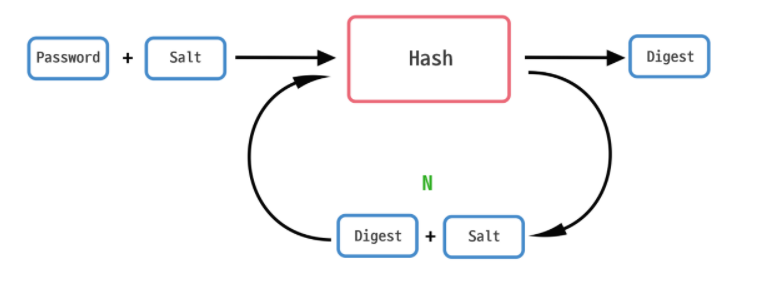 Password + Salt
Hash
Digest
N
Digest + Salt